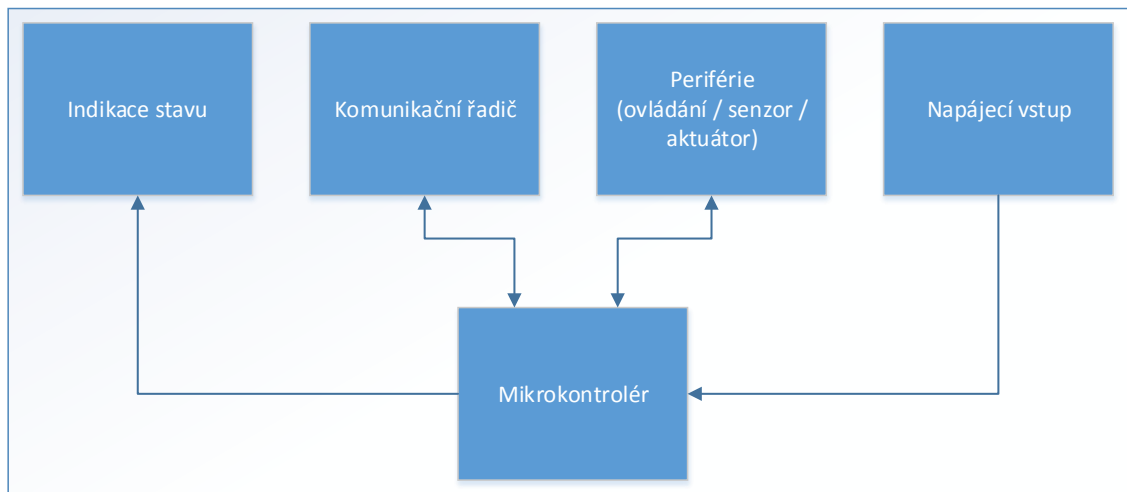 Indikace stavu
Komunikační řadič
Periférie
(ovládání / senzor /
aktuátor)
Napájecí vstup
Mikrokontrolér